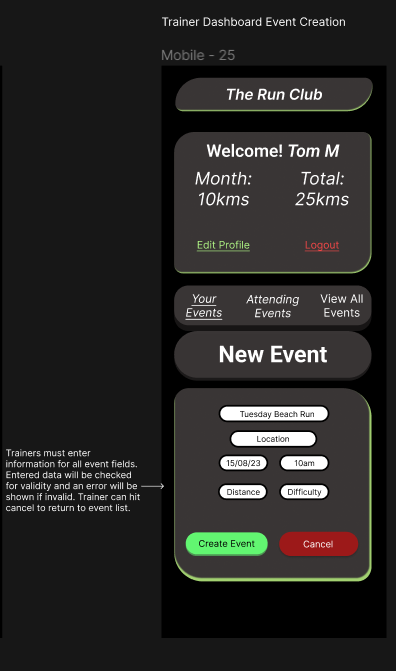 Trainer Dashboard Event Creation
Mobile - 25
The Run Club
Welcome! Tom M
Month: Total:
10kms 25kms
Edit Profile Logout
Your Attending View All
Events Events Events
New Event
Tuesday Beach Run
Location
15/08/23 10am
Distance Difficulty
Create Event Cancel
Trainers must enter
information for all event fields.
Entered data will be checked
for validity and an error will be
shown if invalid. Trainer can hit
cancel to return to event list.